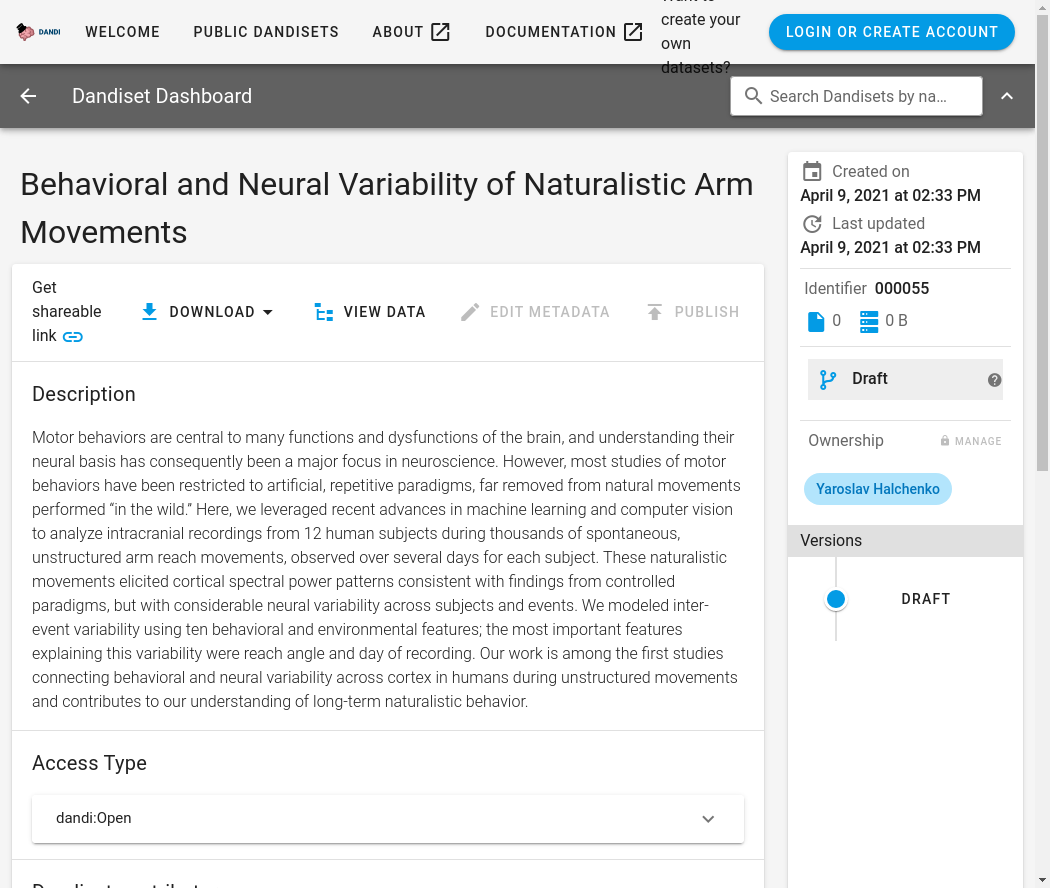 DANDI
WELCOME
PUBLIC DANDISETS
ABOUT
DOCUMENTATION
create your
own
datasets?
LOGIN OR CREATE ACCOUNT
Dandiset Dashboard
Search Dandisets by na…
Behavioral and Neural Variability of Naturalistic Arm
Movements
Get
shareable
link
DOWNLOAD
VIEW DATA
EDIT METADATA
PUBLISH
Description
Motor behaviors are central to many functions and dysfunctions of the brain, and understanding their
neural basis has consequently been a major focus in neuroscience. However, most studies of motor
behaviors have been restricted to artificial, repetitive paradigms, far removed from natural movements
performed “in the wild.” Here, we leveraged recent advances in machine learning and computer vision
to analyze intracranial recordings from 12 human subjects during thousands of spontaneous,
unstructured arm reach movements, observed over several days for each subject. These naturalistic
movements elicited cortical spectral power patterns consistent with findings from controlled
paradigms, but with considerable neural variability across subjects and events. We modeled inter-
event variability using ten behavioral and environmental features; the most important features
explaining this variability were reach angle and day of recording. Our work is among the first studies
connecting behavioral and neural variability across cortex in humans during unstructured movements
and contributes to our understanding of long-term naturalistic behavior.
Access Type
dandi:Open
Created on
April 9, 2021 at 02:33 PM
Last updated
April 9, 2021 at 02:33 PM
Identifier 000055
0
0 B
Draft
Ownership
MANAGE
Yaroslav Halchenko
Versions
DRAFT